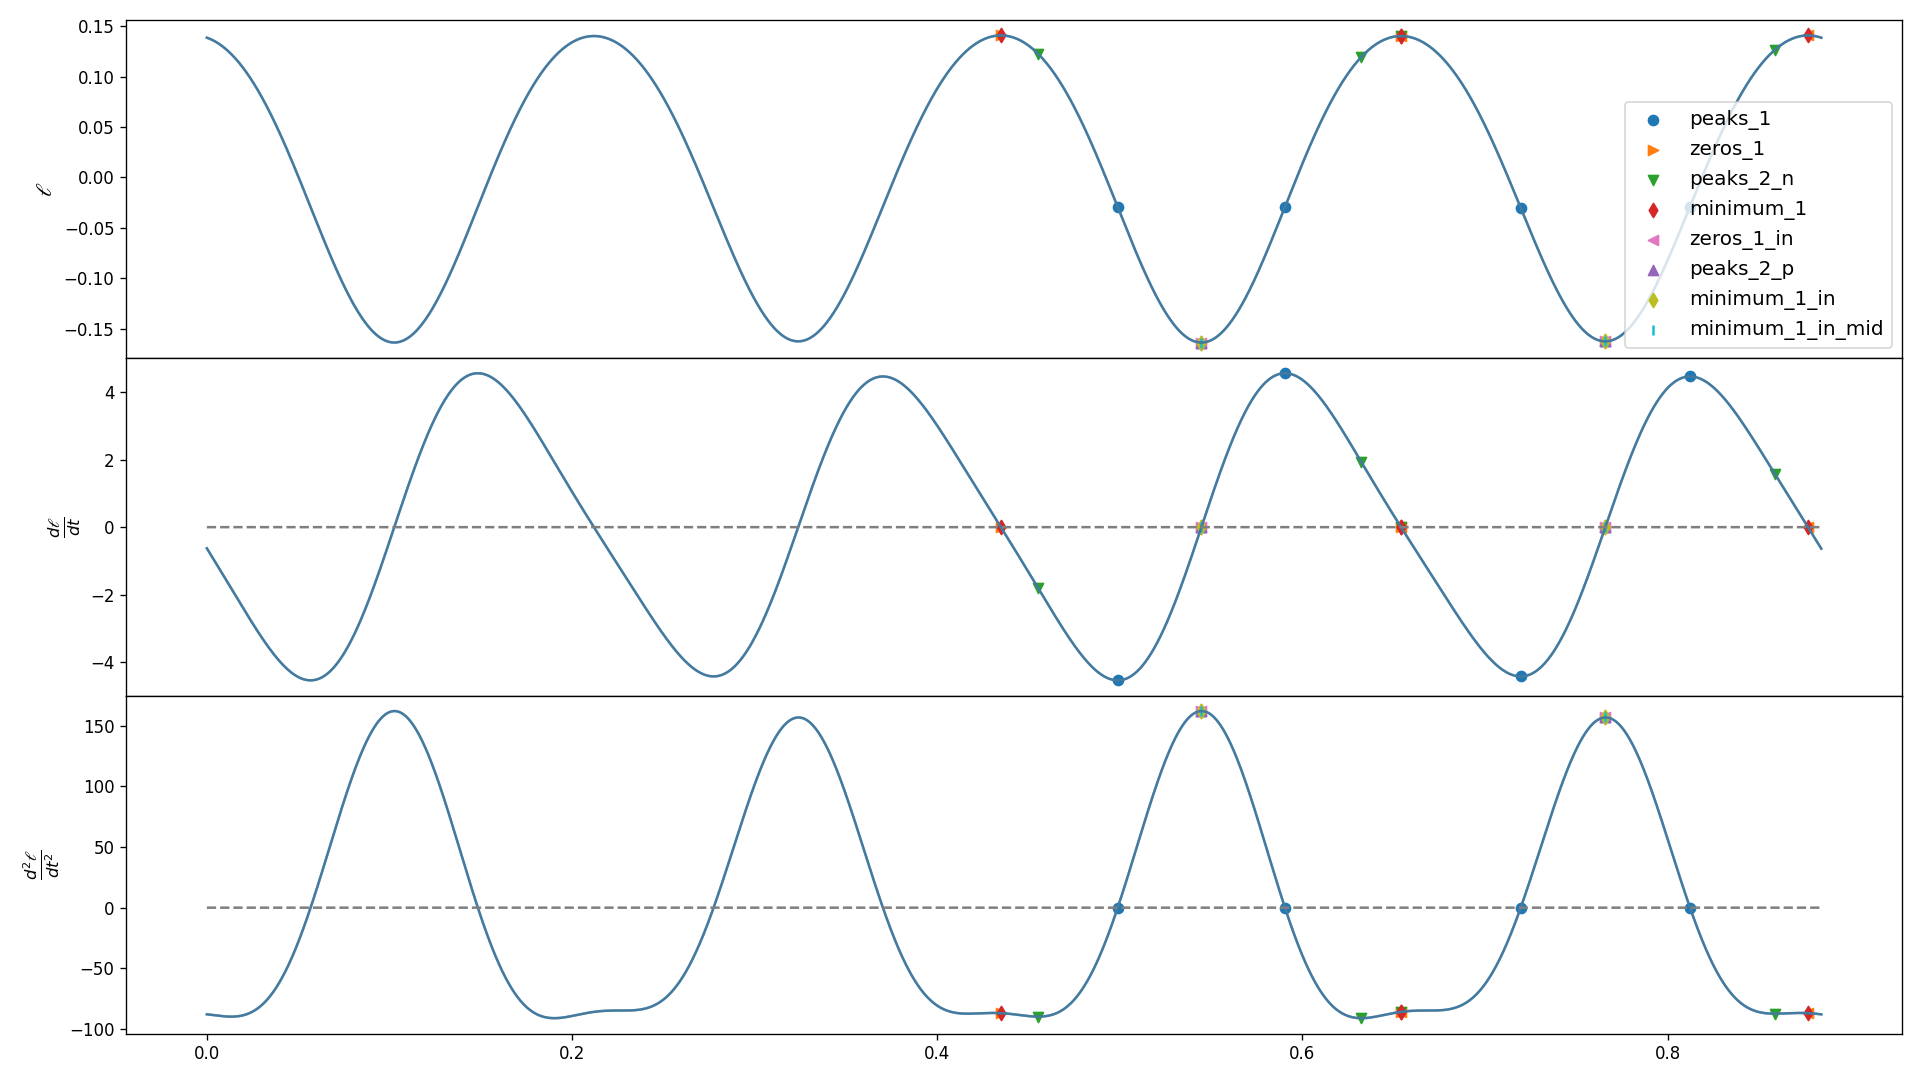 0.15
0.10
0.05
0.00
−0.05
−0.10
−0.15
ℓ
peaks_1
zeros_1
peaks_2_n
minimum_1
zeros_1_in
peaks_2_p
minimum_1_in
minimum_1_in_mid
4
2
0
−2
−4
dℓ
dt
150
100
50
0
−50
−100
d²ℓ
dt²
0.0 0.2 0.4 0.6 0.8